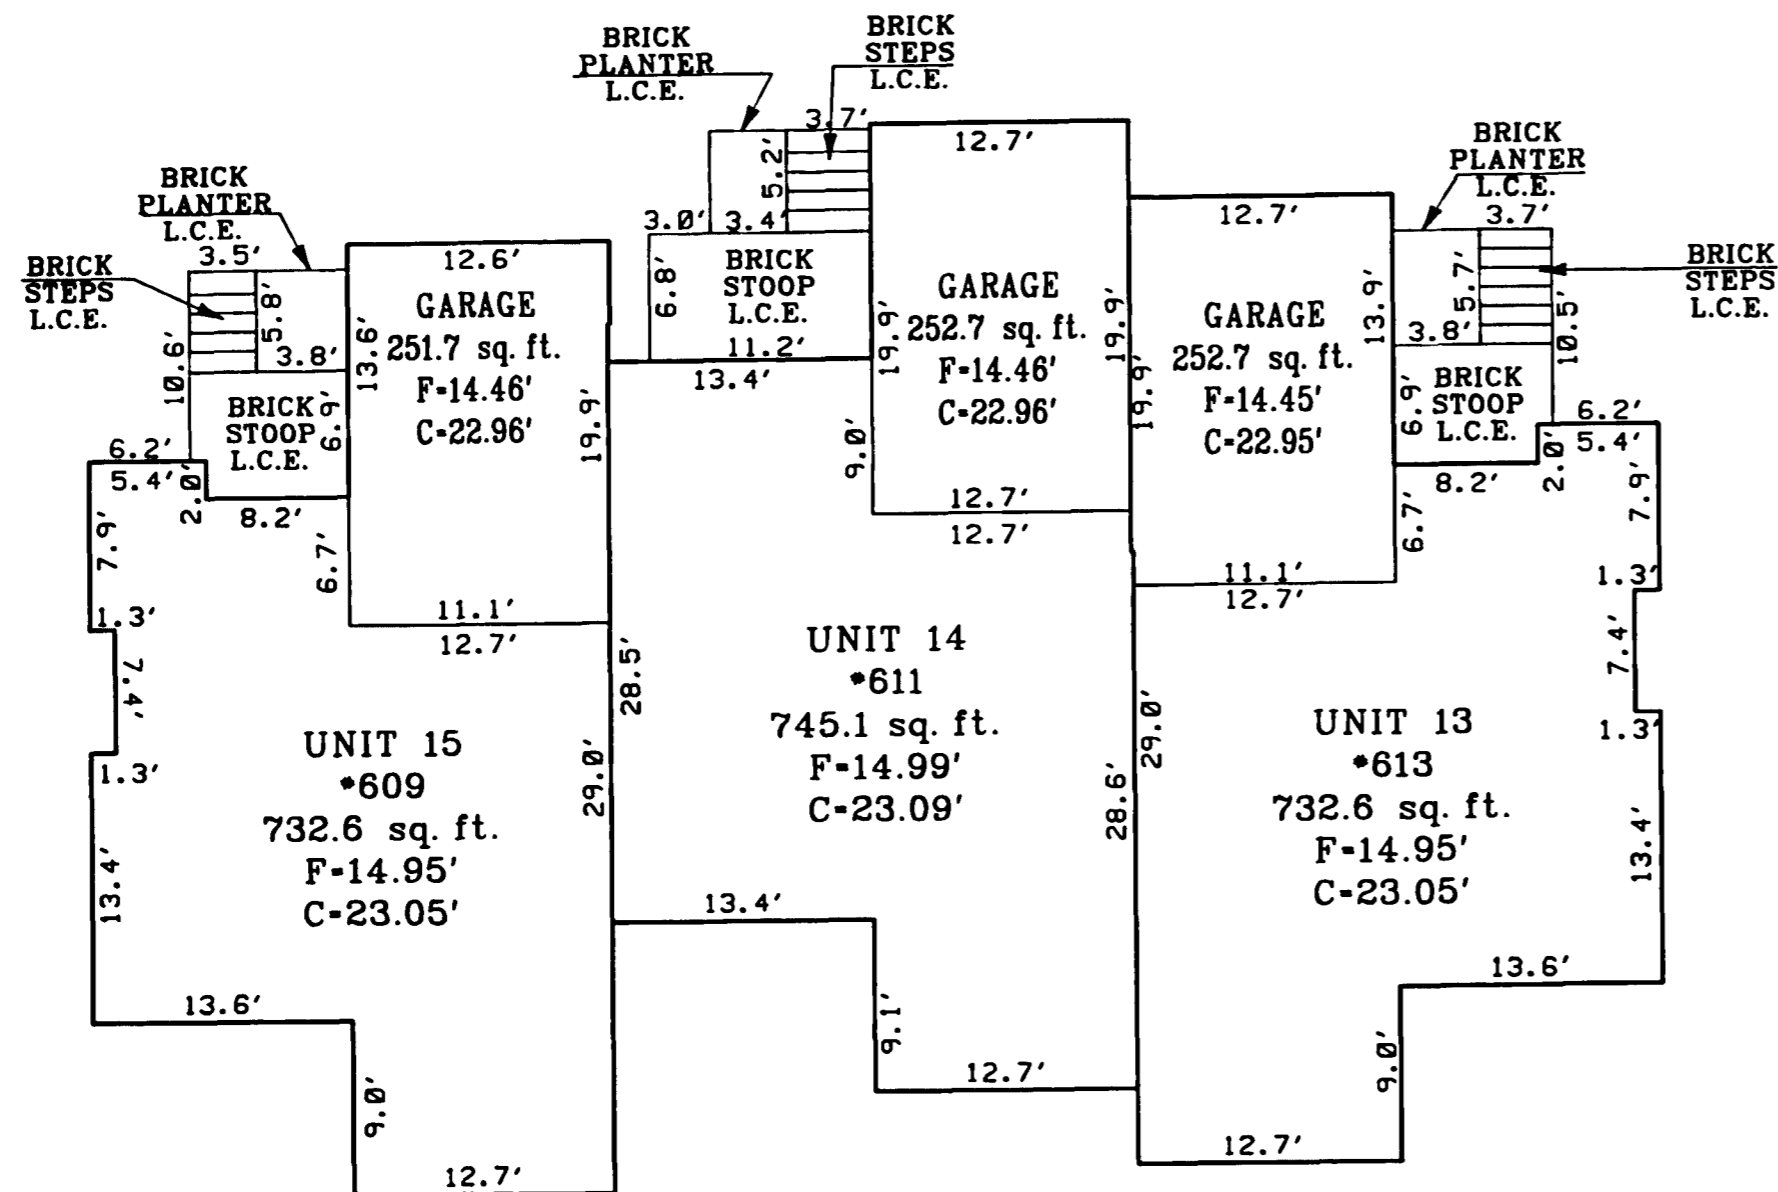 BRICK
PLANTER
L.C.E.
BRICK
STEPS
L.C.E.
3.7'
5.2'
3.0'
3.4'
6.8'
BRICK
STOOP
L.C.E.
11.2'
13.4'
12.7'
GARAGE
252.7 sq. ft.
F=14.46'
C=22.96'
19.9'
19.9'
9.0'
12.7'
12.7'
BRICK
PLANTER
L.C.E.
BRICK
STEPS
L.C.E.
3.5'
5.8'
3.8'
10.6'
BRICK
STOOP
L.C.E.
6.9'
13.6'
12.6'
GARAGE
251.7 sq. ft.
F=14.46'
C=22.96'
19.9'
6.2'
5.4'
2.0'
8.2'
7.9'
6.7'
11.1'
12.7'
1.3'
7.4'
1.3'
UNIT 15
#609
732.6 sq. ft.
F=14.95'
C=23.05'
28.5'
29.0'
13.4'
13.6'
9.0'
12.7'
UNIT 14
#611
745.1 sq. ft.
F=14.99'
C=23.09'
28.6'
13.4'
9.1'
12.7'
BRICK
PLANTER
L.C.E.
3.7'
BRICK
STEPS
L.C.E.
12.7'
GARAGE
252.7 sq. ft.
F=14.45'
C=22.95'
19.9'
13.9'
5.7'
3.8'
10.5'
6.9'
BRICK
STOOP
L.C.E.
6.2'
5.4'
2.0'
8.2'
7.9'
6.7'
11.1'
12.7'
1.3'
7.4'
1.3'
29.0'
UNIT 13
#613
732.6 sq. ft.
F=14.95'
C=23.05'
13.4'
13.6'
9.0'
12.7'